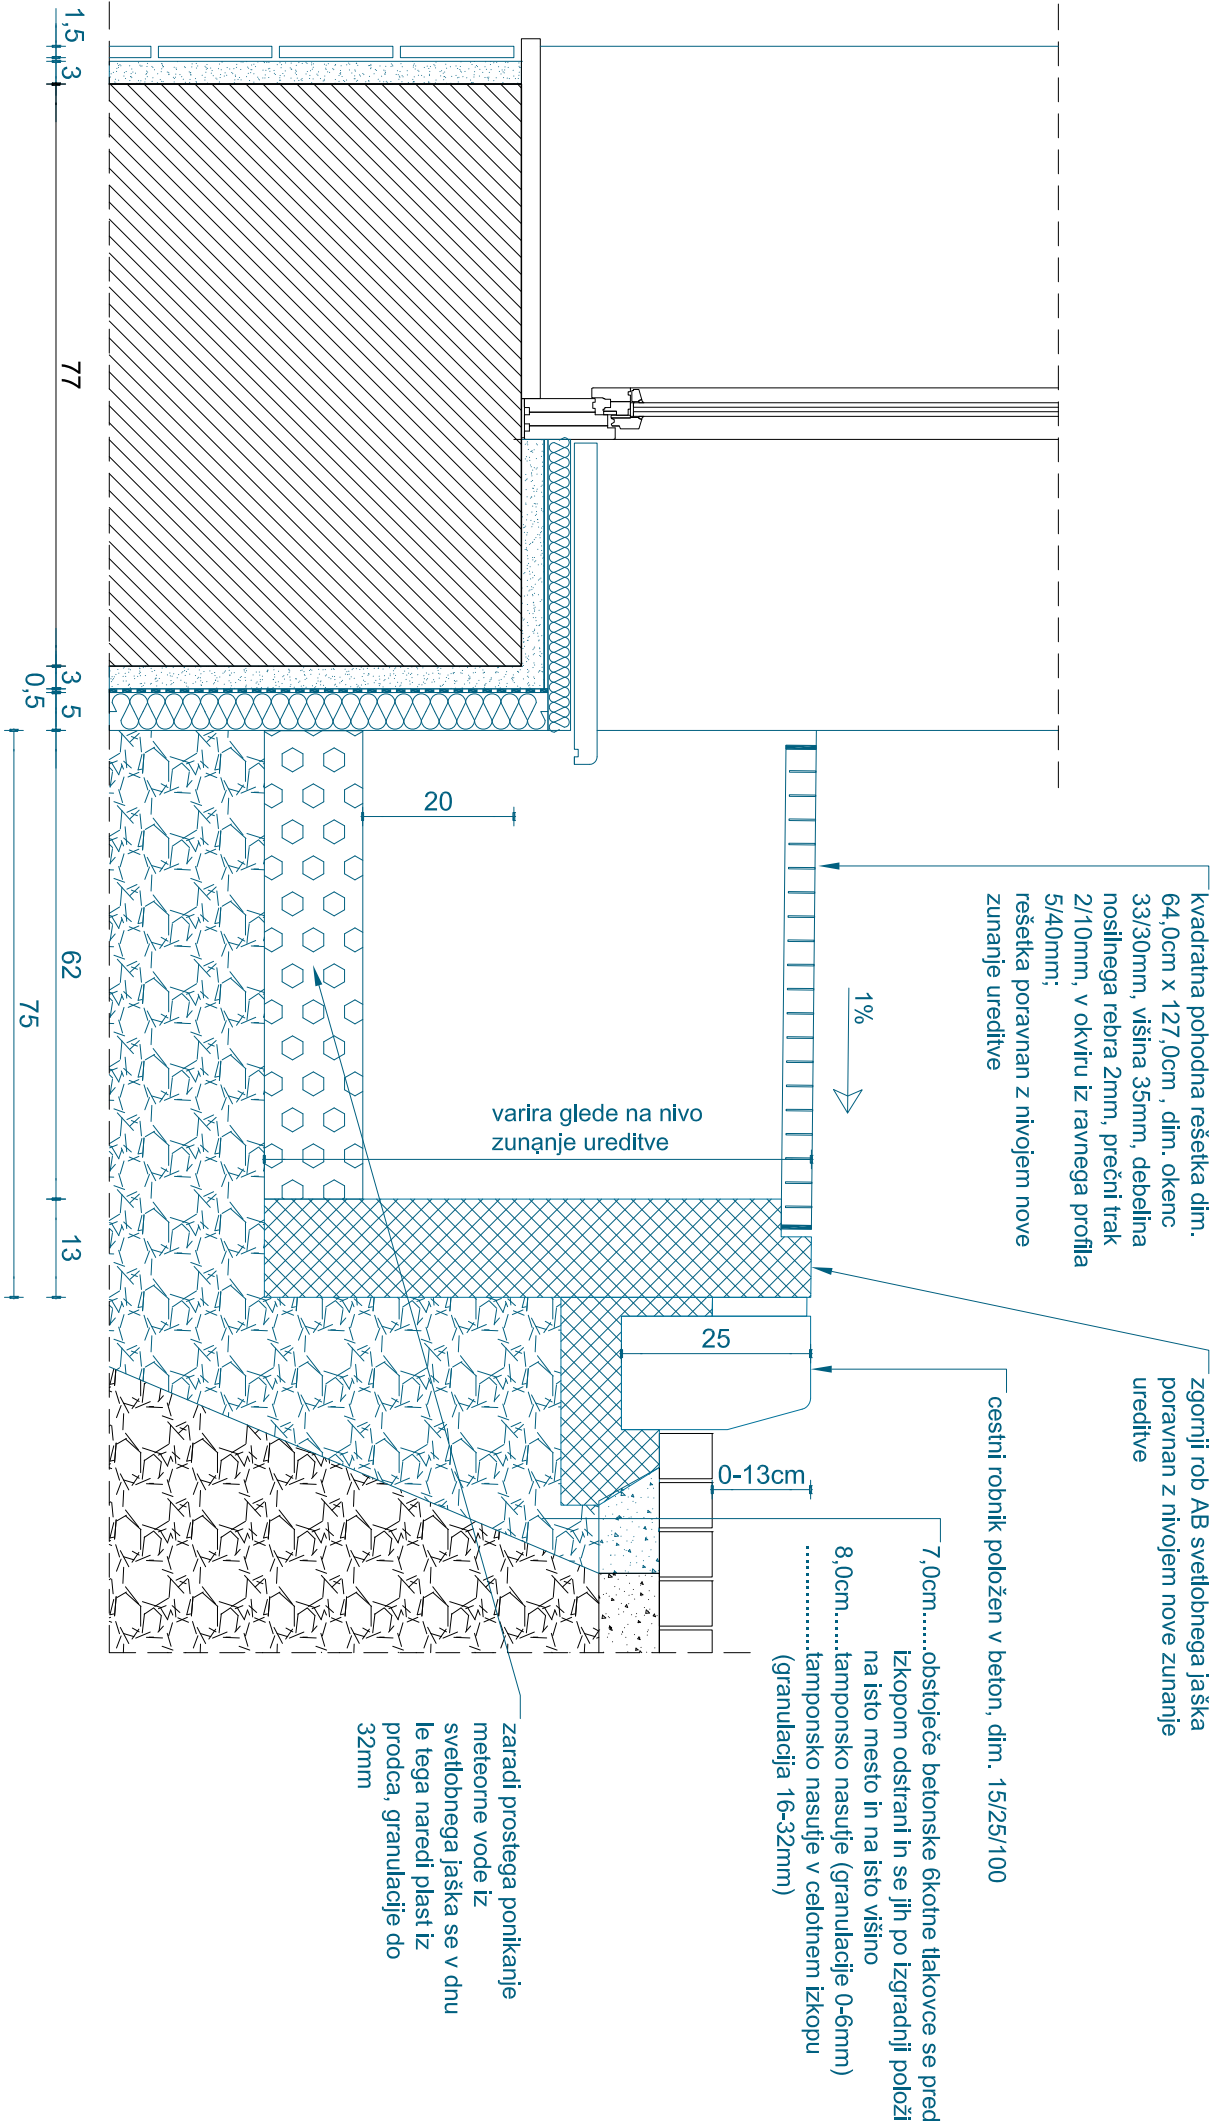 kvadratna pohodna rešetka dim.
64,0cm x 127,0cm , dim. okenc
33/30mm, višina 35mm, debelina
nosilnega rebra 2mm, prečni trak
2/10mm, v okviru iz ravnega profila
5/40mm;
rešetka poravnan z nivojem nove
zunanje ureditve
zgornji rob AB svetlobnega jaška
poravnan z nivojem nove zunanje
ureditve
cestni robnik položen v beton, dim. 15/25/100
7,0cm.....obstoječe betonske 6kotne tlakovce se pred
izkopom odstrani in se jih po izgradnji položi
na isto mesto in na isto višino
8,0cm.....tamponsko nasutje (granulacije 0-6mm)
..............tamponsko nasutje v celotnem izkopu
(granulacija 16-32mm)
1%
varira glede na nivo
zunanje ureditve
20
25
0-13cm
zaradi prostega ponikanje
meteorne vode iz
svetlobnega jaška se v dnu
le tega naredi plast iz
prodca, granulacije do
32mm
1,5
3
77
3
5
0,5
62
13
75